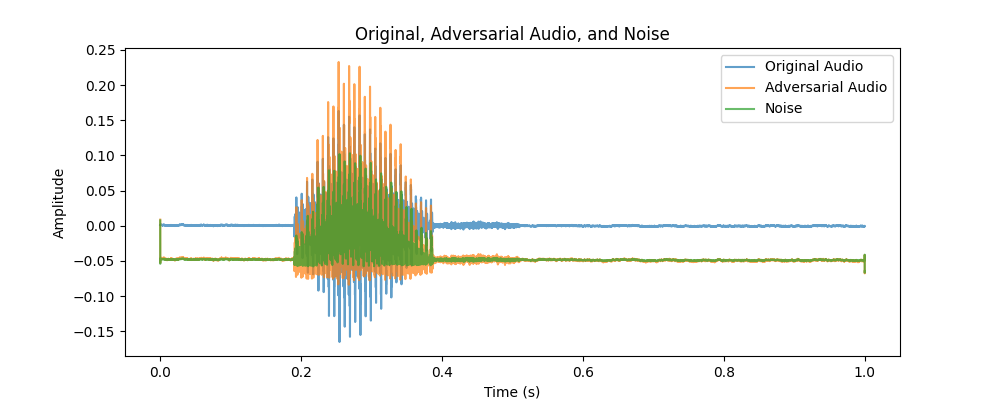 Original, Adversarial Audio, and Noise
Original Audio
Adversarial Audio
Noise
Amplitude
0.25
0.20
0.15
0.10
0.05
0.00
−0.05
−0.10
−0.15
0.0 0.2 0.4 0.6 0.8 1.0
Time (s)